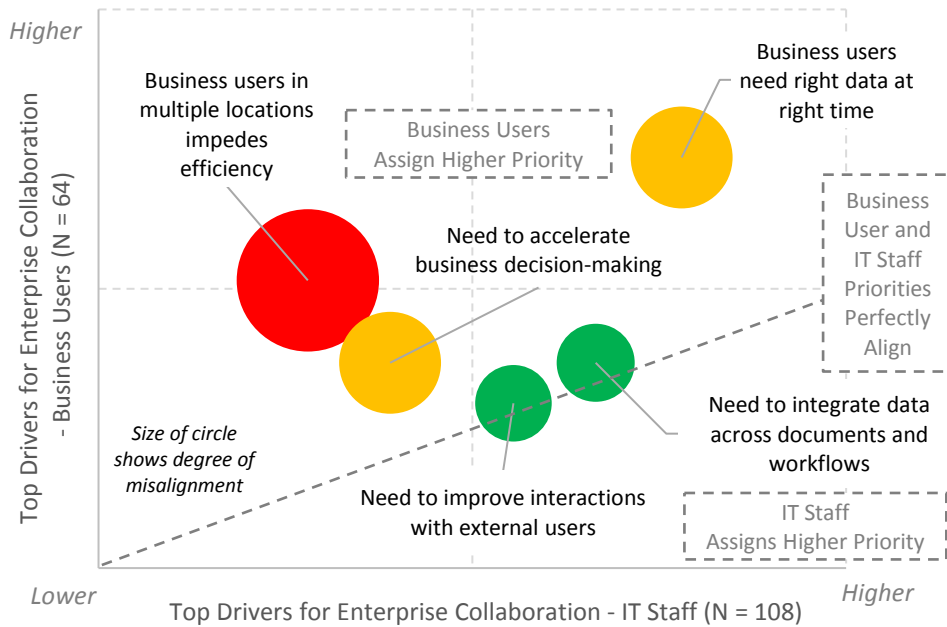 Higher
Business users in
multiple locations
impedes
efficiency
Business Users
Assign Higher Priority
Business users
need right data at
right time
Business
User and
IT Staff
Priorities
Perfectly
Align
Need to accelerate
business decision-making
Top Drivers for Enterprise Collaboration
- Business Users (N = 64)
Size of circle
shows degree of
misalignment
Need to improve interactions
with external users
Need to integrate data
across documents and
workflows
IT Staff
Assigns Higher Priority
Lower
Top Drivers for Enterprise Collaboration - IT Staff (N = 108)
Higher